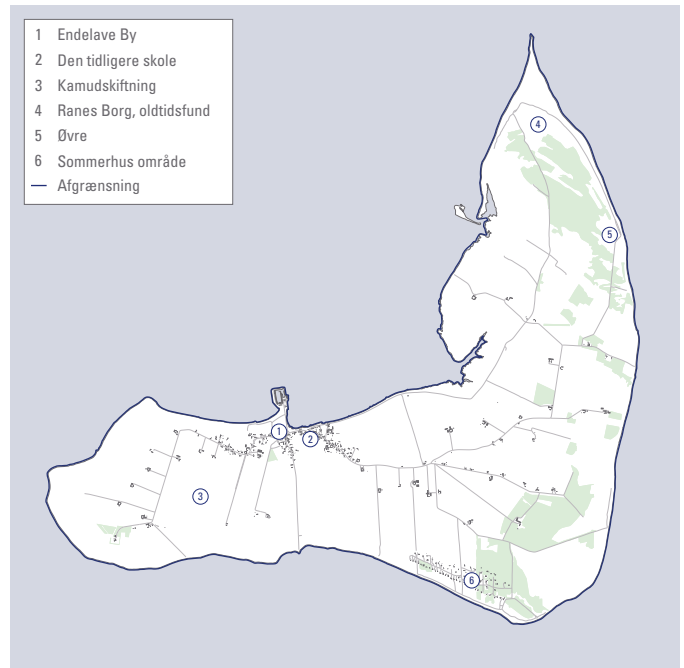 1 Endelave By
2 Den tidligere skole
3 Kamudskiftning
4 Ranes Borg, oldtidsfund
5 Øvre
6 Sommerhus område
Afgrænsning
4
5
1
2
3
6